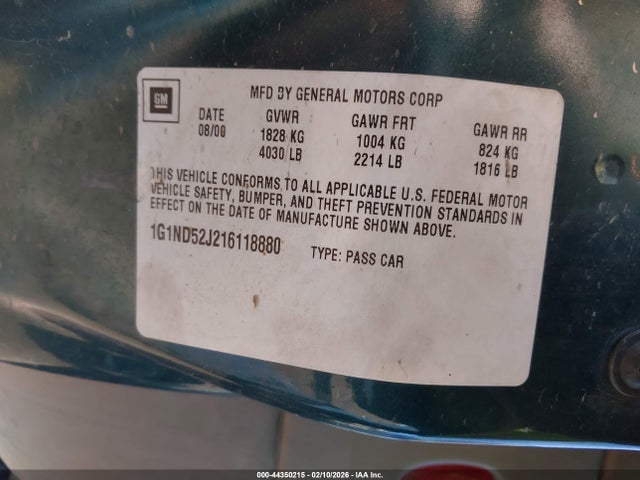 GM
MFD BY GENERAL MOTORS CORP
DATE GVWR GAWR FRT GAWR RR
08/00 1828 KG 1004 KG 824 KG
4030 LB 2214 LB 1816 LB
THIS VEHICLE CONFORMS TO ALL APPLICABLE U.S. FEDERAL MOTOR
VEHICLE SAFETY, BUMPER, AND THEFT PREVENTION STANDARDS IN
EFFECT ON THE DATE OF MANUFACTURE SHOWN ABOVE.
1G1ND52J216118880 TYPE: PASS CAR
000-44350215 - 02/10/2026 - IAA Inc.